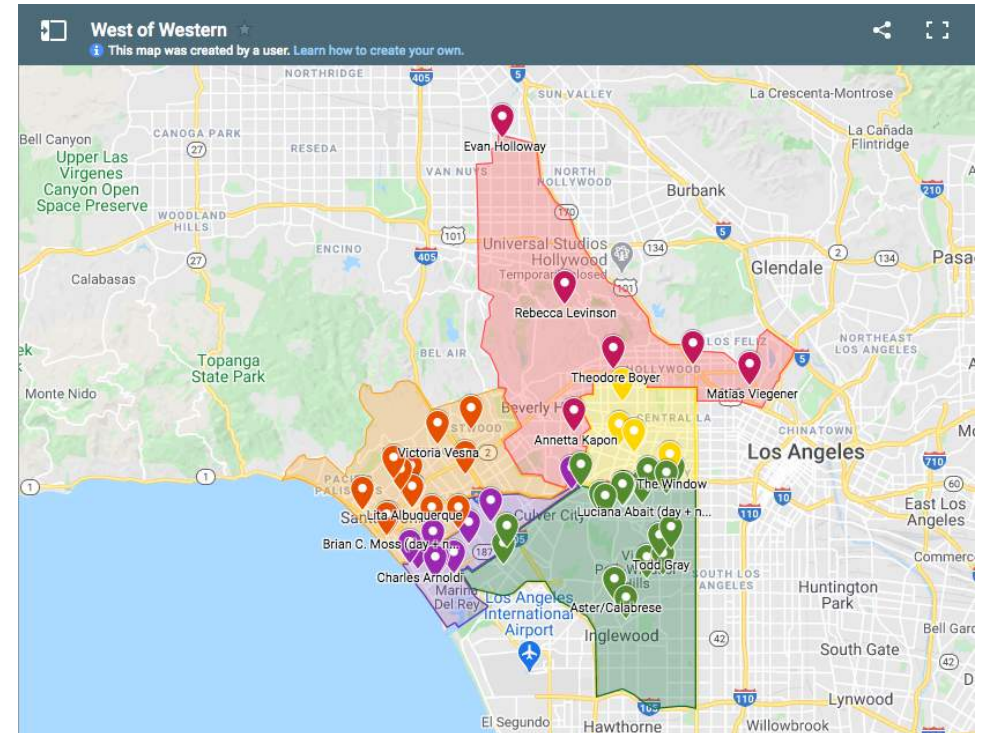 West of Western
This map was created by a user. Learn how to create your own.
NORTHRIDGE
405
5
SUN VALLEY
La Crescenta-Montrose
Bell Canyon
CANOGA PARK
27
RESEDA
Evan Holloway
La Cañada
Flintridge
Upper Las
Virgenes
Canyon Open
Space Preserve
VAN NUYS
NORTH
HOLLYWOOD
Burbank
210
WOODLAND
HILLS
170
101
5
ENCINO
405
Universal Studios
Hollywood
134
2
134
27
Glendale
Calabasas
101
Rebecca Levinson
BEL AIR
LOS FELIZ
NORTHEAST
LOS ANGELES
5
Topanga
State Park
Theodore Boyer
Monte Nido
Matias Viegener
Beverly H
CENTRAL LA
CHINATOWN
Annetta Kapon
Los Angeles
Victoria Vesna
2
710
1
1
The Window
60
10
East Los
Angeles
Lita Albuquerque
Culver City
Luciana Abait (day + n...
110
Brian C. Moss (day + n...
187
Commerc
Todd Gray
Charles Arnoldi
SOUTH LOS
ANGELES
Huntington
Park
Marina
Del Rey
Los Angeles
International
Airport
Aster/Calabrese
Inglewood
Bell Gard
42
South Gate
42
110
Lynwood
105
El Segundo
Hawthorne
Willowbrook